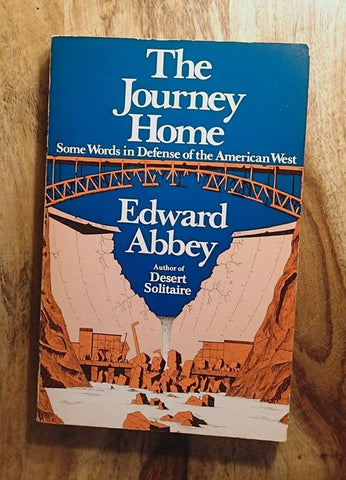 The
Journey
Home
Some Words in Defense of the American West
Edward
Abbey
Author of
Desert
Solitaire